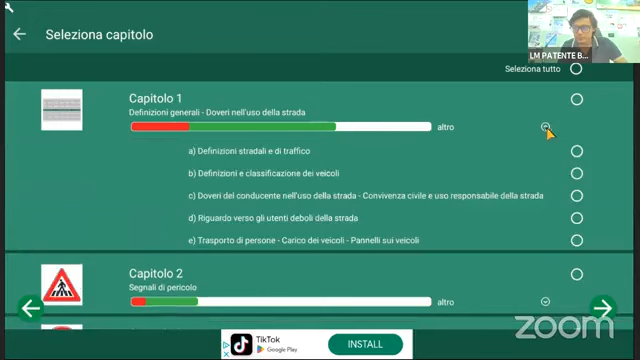 Seleziona capitolo
LM PATENTE B...
Seleziona tutto
Capitolo 1
Definizioni generali - Doveri nell'uso della strada
altro
a) Definizioni stradali e di traffico
b) Definizioni e classificazione dei veicoli
c) Doveri del conducente nell'uso della strada - Convivenza civile e uso responsabile della strada
d) Riguardo verso gli utenti deboli della strada
e) Trasporto di persone - Carico dei veicoli - Pannelli sui veicoli
Capitolo 2
Segnali di pericolo
altro
zoom
TikTok
Google Play
INSTALL